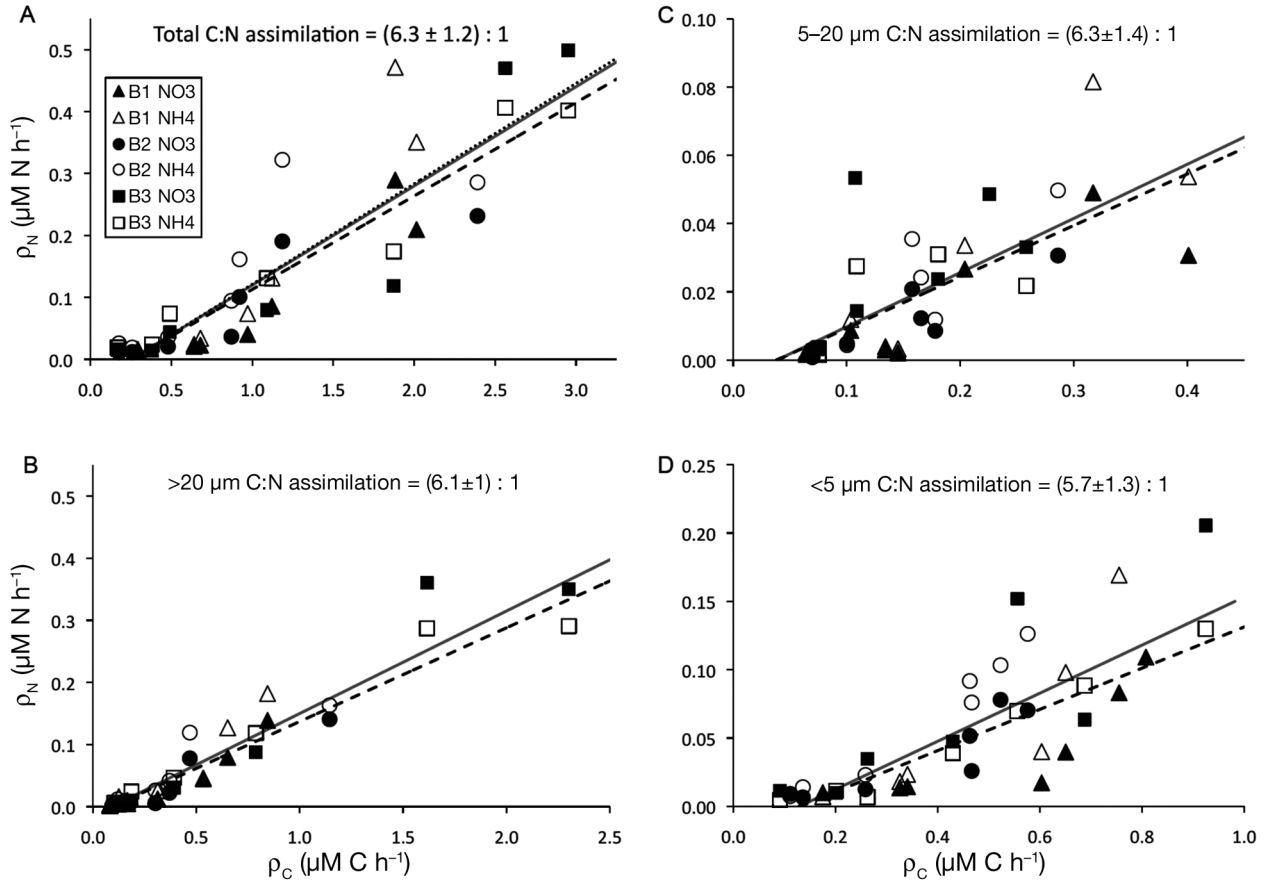 A
Total C:N assimilation = (6.3 ± 1.2) : 1
0.5
0.4
0.3
0.2
0.1
0.0
B1 NO3
B1 NH4
B2 NO3
B2 NH4
B3 NO3
B3 NH4
ρN (µM N h–1)
0.0 0.5 1.0 1.5 2.0 2.5 3.0
C
5–20 µm C:N assimilation = (6.3±1.4) : 1
0.10
0.08
0.06
0.04
0.02
0.00
0.0 0.1 0.2 0.3 0.4
B
>20 µm C:N assimilation = (6.1±1) : 1
0.5
0.4
0.3
0.2
0.1
0.0
ρN (µM N h–1)
0.0 0.5 1.0 1.5 2.0 2.5
ρC (µM C h–1)
D
<5 µm C:N assimilation = (5.7±1.3) : 1
0.25
0.20
0.15
0.10
0.05
0.00
0.0 0.2 0.4 0.6 0.8 1.0
ρC (µM C h–1)